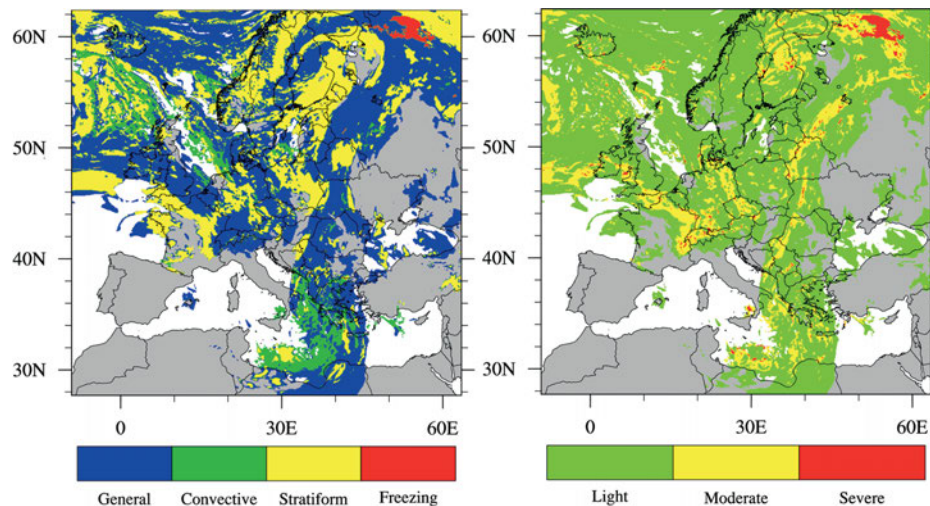 60N
50N
40N
30N
0 30E 60E
General Convective Stratiform Freezing
60N
50N
40N
30N
0 30E 60E
Light Moderate Severe